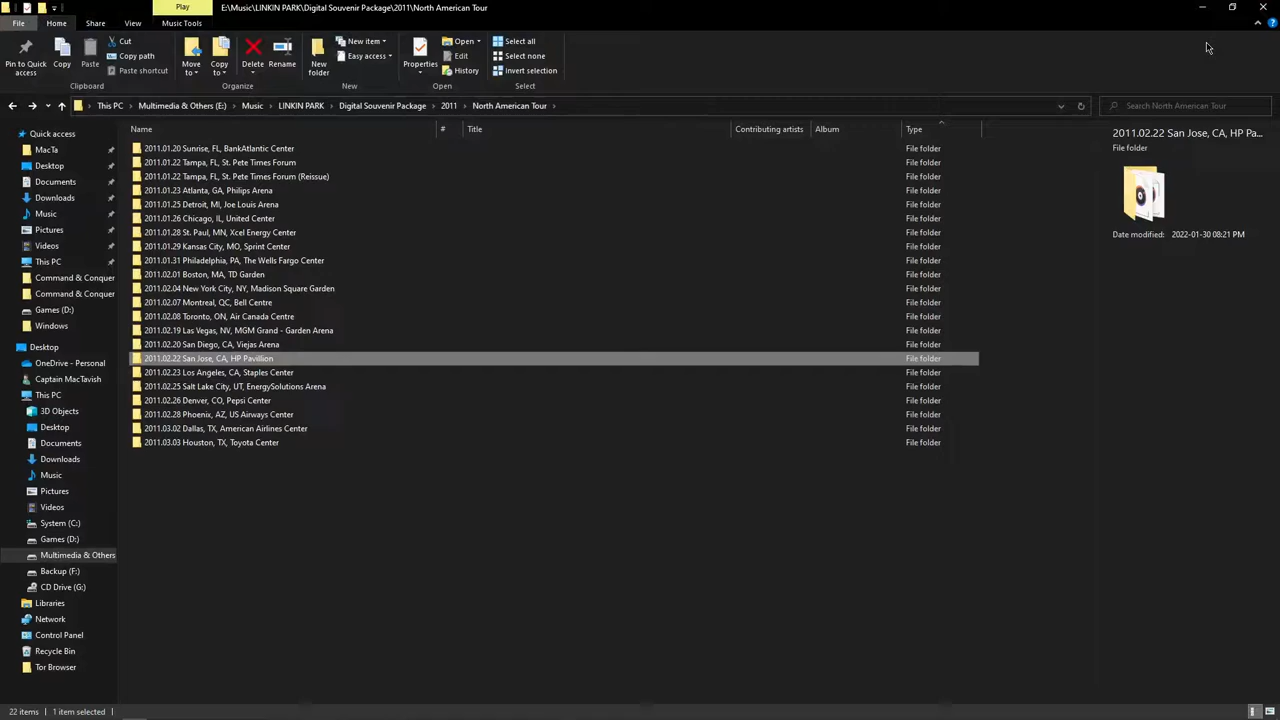 Play
E:\Music\LINKIN PARK\Digital Souvenir Package\2011\North American Tour
File
Home
Share
View
Music Tools
Pin to Quick access
Copy
Paste
Cut
Copy path
Paste shortcut
Clipboard
Move to
Copy to
Delete
Rename
Organize
New folder
New item
Easy access
New
Properties
Open
Edit
History
Open
Select all
Select none
Invert selection
Select
This PC
Multimedia & Others (E:)
Music
LINKIN PARK
Digital Souvenir Package
2011
North American Tour
Search North American Tour
Quick access
MacTa
Desktop
Documents
Downloads
Music
Pictures
Videos
This PC
Command & Conquer
Command & Conquer
Games (D:)
Windows
Desktop
OneDrive - Personal
Captain MacTavish
This PC
3D Objects
Desktop
Documents
Downloads
Music
Pictures
Videos
System (C:)
Games (D:)
Multimedia & Others
Backup (F:)
CD Drive (G:)
Libraries
Network
Control Panel
Recycle Bin
Tor Browser
Name
#
Title
Contributing artists
Album
Type
2011.01.20 Sunrise, FL, BankAtlantic Center File folder
2011.01.22 Tampa, FL, St. Pete Times Forum File folder
2011.01.22 Tampa, FL, St. Pete Times Forum (Reissue) File folder
2011.01.23 Atlanta, GA, Philips Arena File folder
2011.01.25 Detroit, MI, Joe Louis Arena File folder
2011.01.26 Chicago, IL, United Center File folder
2011.01.28 St. Paul, MN, Xcel Energy Center File folder
2011.01.29 Kansas City, MO, Sprint Center File folder
2011.01.31 Philadelphia, PA, The Wells Fargo Center File folder
2011.02.01 Boston, MA, TD Garden File folder
2011.02.04 New York City, NY, Madison Square Garden File folder
2011.02.07 Montreal, QC, Bell Centre File folder
2011.02.08 Toronto, ON, Air Canada Centre File folder
2011.02.19 Las Vegas, NV, MGM Grand - Garden Arena File folder
2011.02.20 San Diego, CA, Viejas Arena File folder
2011.02.22 San Jose, CA, HP Pavillion File folder
2011.02.23 Los Angeles, CA, Staples Center File folder
2011.02.25 Salt Lake City, UT, EnergySolutions Arena File folder
2011.02.26 Denver, CO, Pepsi Center File folder
2011.02.28 Phoenix, AZ, US Airways Center File folder
2011.03.02 Dallas, TX, American Airlines Center File folder
2011.03.03 Houston, TX, Toyota Center File folder
2011.02.22 San Jose, CA, HP Pa...
File folder
Date modified: 2022-01-30 08:21 PM
22 items
1 item selected